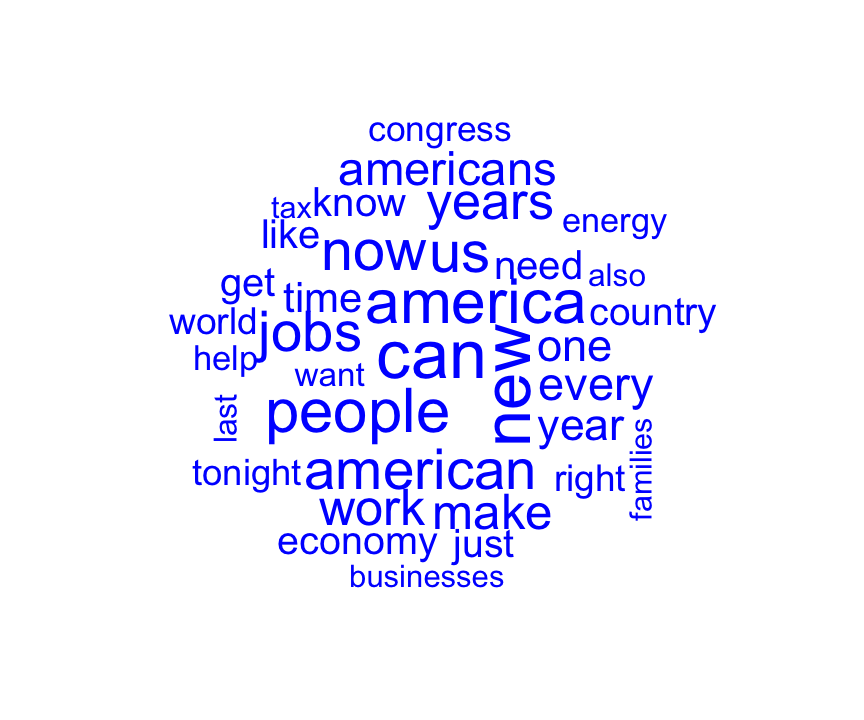 congress
americans
tax know years energy
like now us need also
get time america country
world jobs can new one
help want every
last people year families
tonight american right
work make
economy just
businesses